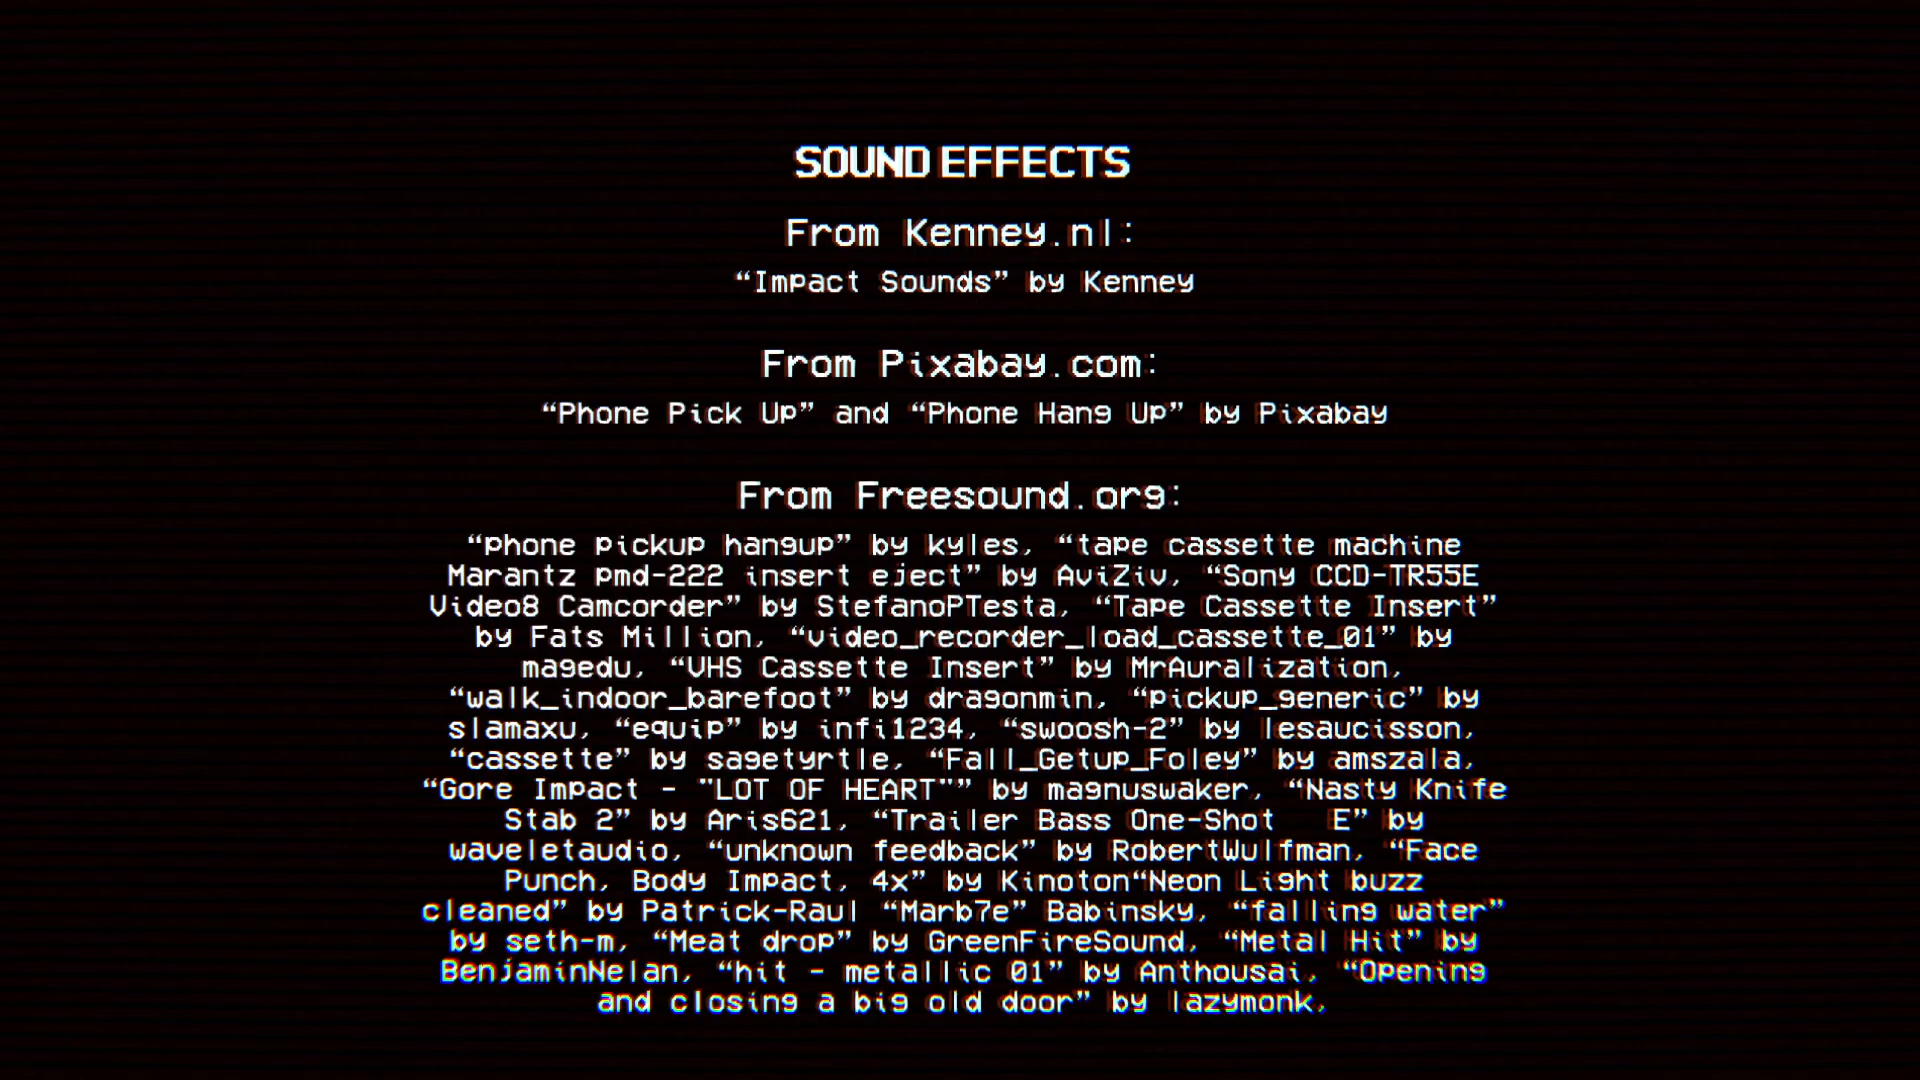 SOUND EFFECTS
From Kenney.nl:
“Impact Sounds” by Kenney
From Pixabay.com:
“Phone Pick Up” and “Phone Hang Up” by Pixabay
From Freesound.org:
“phone pickup hangup” by kyles, “tape cassette machine
Marantz pmd-222 insert eject” by AviZiv, “Sony CCD-TR55E
Video8 Camcorder” by StefanoPTesta, “Tape Cassette Insert”
by Fats Million, “video_recorder_load_cassette_01” by
magedu, “VHS Cassette Insert” by MrAuralization,
“walk_indoor_barefoot” by dragonmin, “pickup_generic” by
slamaxu, “equip” by infi1234, “swoosh-2” by lesaucisson,
“cassette” by sagetyrtle, “Fall_Getup_Foley” by amszala,
“Gore Impact - "LOT OF HEART"” by magnuswaker, “Nasty Knife
Stab 2” by Aris621, “Trailer Bass One-Shot   E” by
waveletaudio, “unknown feedback” by RobertWulfman, “Face
Punch, Body Impact, 4x” by Kinoton“Neon Light buzz
cleaned” by Patrick-Raul “Marb7e” Babinsky, “falling water”
by seth-m, “Meat drop” by GreenFireSound, “Metal Hit” by
BenjaminNelan, “hit - metallic 01” by Anthousai, “Opening
and closing a big old door” by lazymonk,